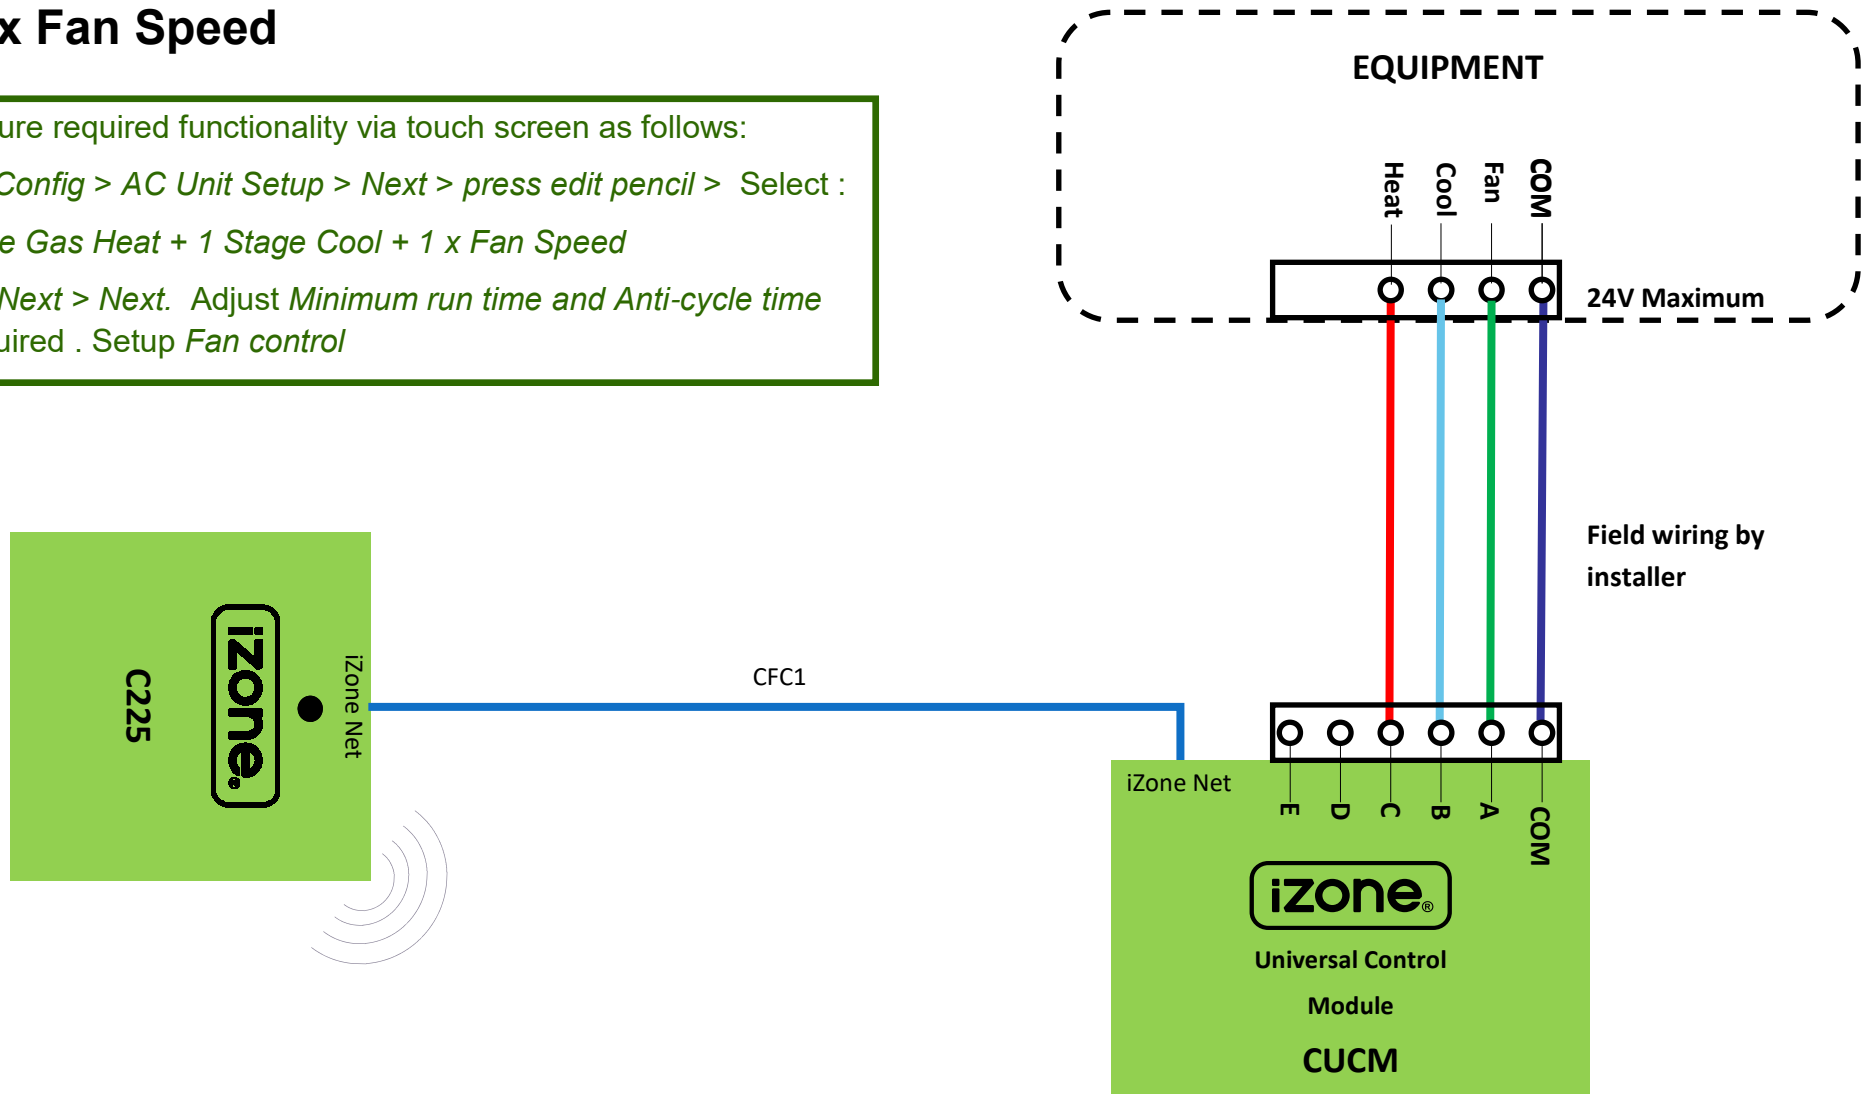 x Fan Speed
ure required functionality via touch screen as follows:
Config > AC Unit Setup > Next > press edit pencil > Select :
e Gas Heat + 1 Stage Cool + 1 x Fan Speed
Next > Next. Adjust Minimum run time and Anti-cycle time
uired . Setup Fan control
EQUIPMENT
Heat
Cool
Fan
COM
24V Maximum
Field wiring by
installer
C225
izone®
iZone Net
CFC1
iZone Net
E
D
C
B
A
COM
izone®
Universal Control
Module
CUCM